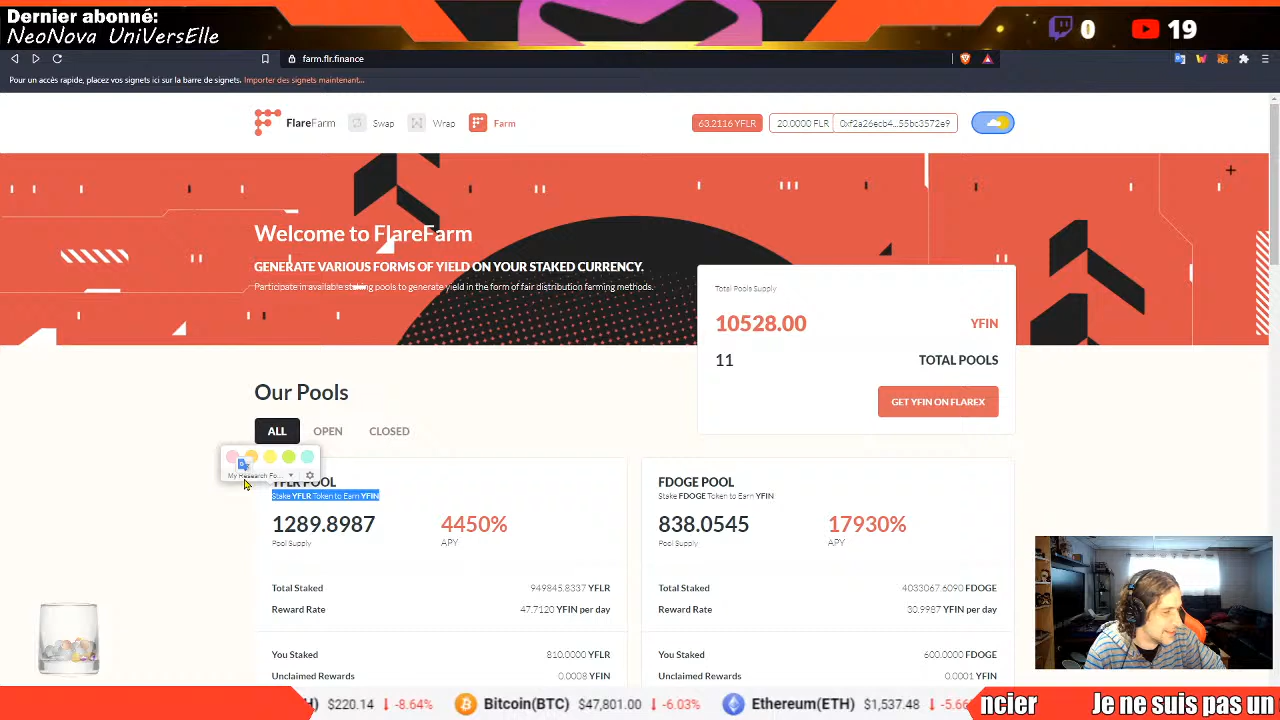 Dernier abonné:
NeoNova UniVersElle
0
19
farm.flr.finance
Pour un accès rapide, placez vos signets ici sur la barre de signets. Importer des signets maintenant...
FlareFarm
Swap
Wrap
Farm
63.2116 YFLR
20.0000 FLR
0xf2a26ecb4...55bc3572e9
Welcome to FlareFarm
GENERATE VARIOUS FORMS OF YIELD ON YOUR STAKED CURRENCY.
Participate in available staking pools to generate yield in the form of fair distribution farming methods.
Total Pools Supply
10528.00 YFIN
11 TOTAL POOLS
GET YFIN ON FLAREX
Our Pools
ALL
OPEN
CLOSED
My Research Fo...
YFLR POOL
Stake YFLR Token to Earn YFIN
1289.8987
4450%
Pool Supply
APY
Total Staked 949845.8337 YFLR
Reward Rate 47.7120 YFIN per day
You Staked 810.0000 YFLR
Unclaimed Rewards 0.0008 YFIN
FDOGE POOL
Stake FDOGE Token to Earn YFIN
838.0545
17930%
Pool Supply
APY
Total Staked 4033067.6090 FDOGE
Reward Rate 30.9987 YFIN per day
You Staked 600.0000 FDOGE
Unclaimed Rewards 0.0001 YFIN
H) $220.14 -8.64%
Bitcoin(BTC) $47,801.00 -6.03%
Ethereum(ETH) $1,537.48 -5.66
ncier Je ne suis pas un